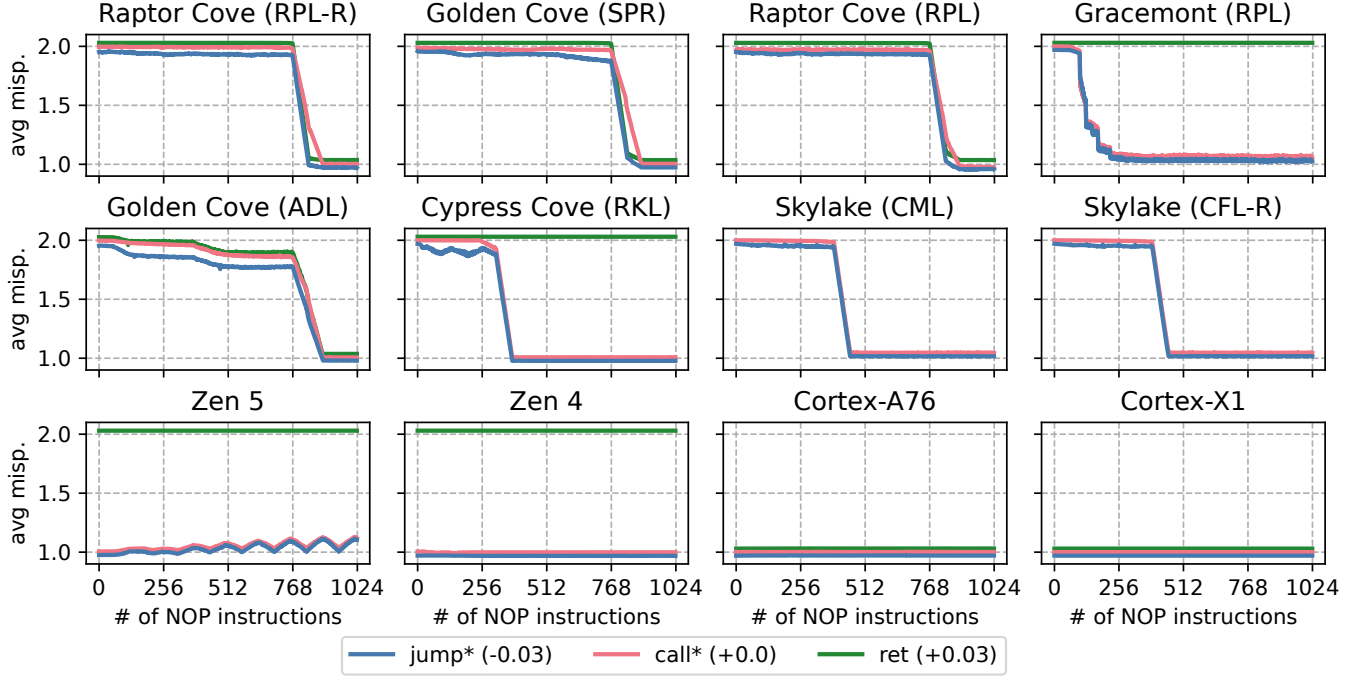 Raptor Cove (RPL-R) Golden Cove (SPR) Raptor Cove (RPL) Gracemont (RPL)
avg misp.
2.0
1.5
1.0
Golden Cove (ADL) Cypress Cove (RKL) Skylake (CML) Skylake (CFL-R)
avg misp.
2.0
1.5
1.0
Zen 5 Zen 4 Cortex-A76 Cortex-X1
avg misp.
2.0
1.5
1.0
0 256 512 768 1024 0 256 512 768 1024 0 256 512 768 1024 0 256 512 768 1024
# of NOP instructions # of NOP instructions # of NOP instructions # of NOP instructions
jump* (-0.03) call* (+0.0) ret (+0.03)